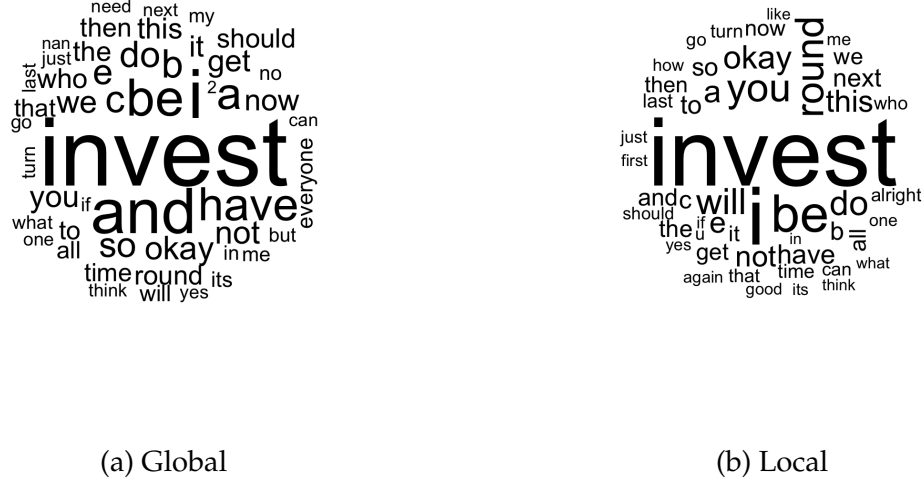 need next my
then this it should
nan just the do b get no
last who e
that we c be i 2 a now
go invest can
turn everyone
you if and have
what one to so okay not but
all in me
time round its
think will yes
like
go turn now round me
how so okay we
then a you next
last to this who
just
first invest
and c will i be do alright
should if one
the u e it b all
yes in
get not have what
again that time can
good its think
(a) Global
(b) Local